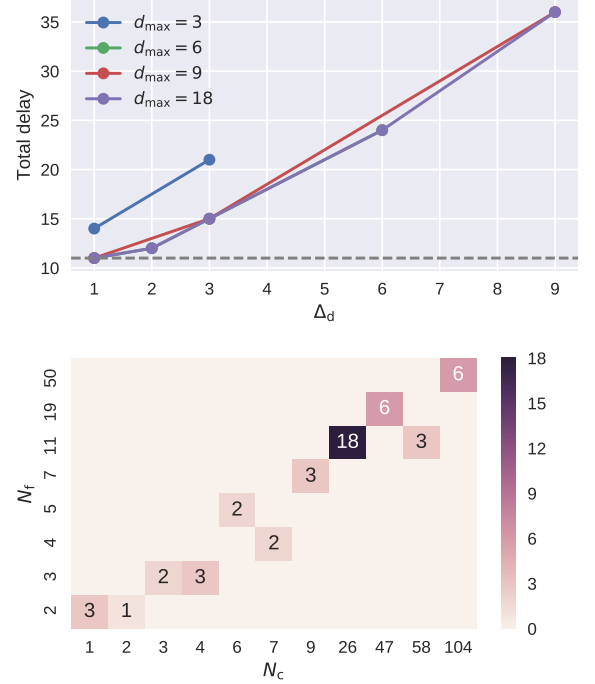 35
30
25
20
15
10
Total delay
d_max = 3
d_max = 6
d_max = 9
d_max = 18
1 2 3 4 5 6 7 8 9
Δ_d
50
19
11
7
5
4
3
2
N_f
6
6
18 3
3
2
2
2 3
3 1
1 2 3 4 6 7 9 26 47 58 104
N_c
18
15
12
9
6
3
0